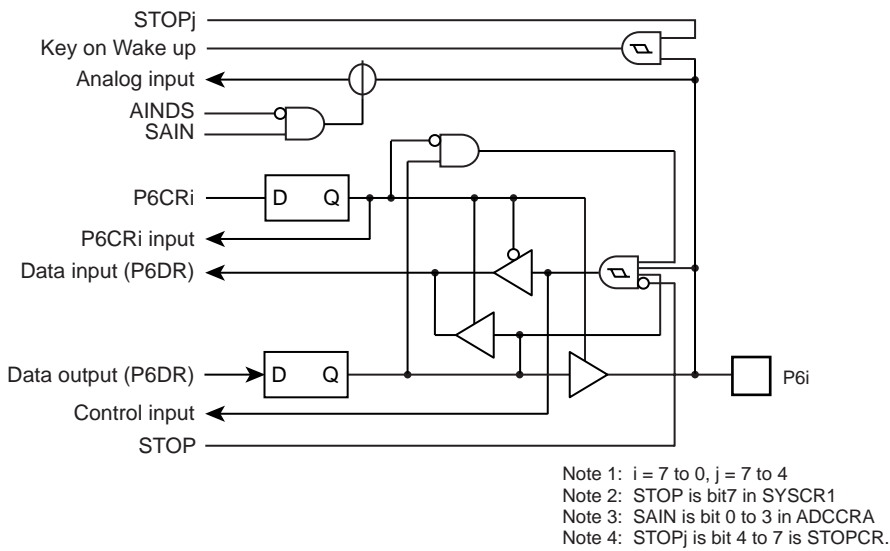 STOPj
Key on Wake up
Analog input
AINDS
SAIN
P6CRi
D Q
P6CRi input
Data input (P6DR)
Data output (P6DR)
D Q
P6i
Control input
STOP
Note 1: i = 7 to 0, j = 7 to 4
Note 2: STOP is bit7 in SYSCR1
Note 3: SAIN is bit 0 to 3 in ADCCRA
Note 4: STOPj is bit 4 to 7 is STOPCR.